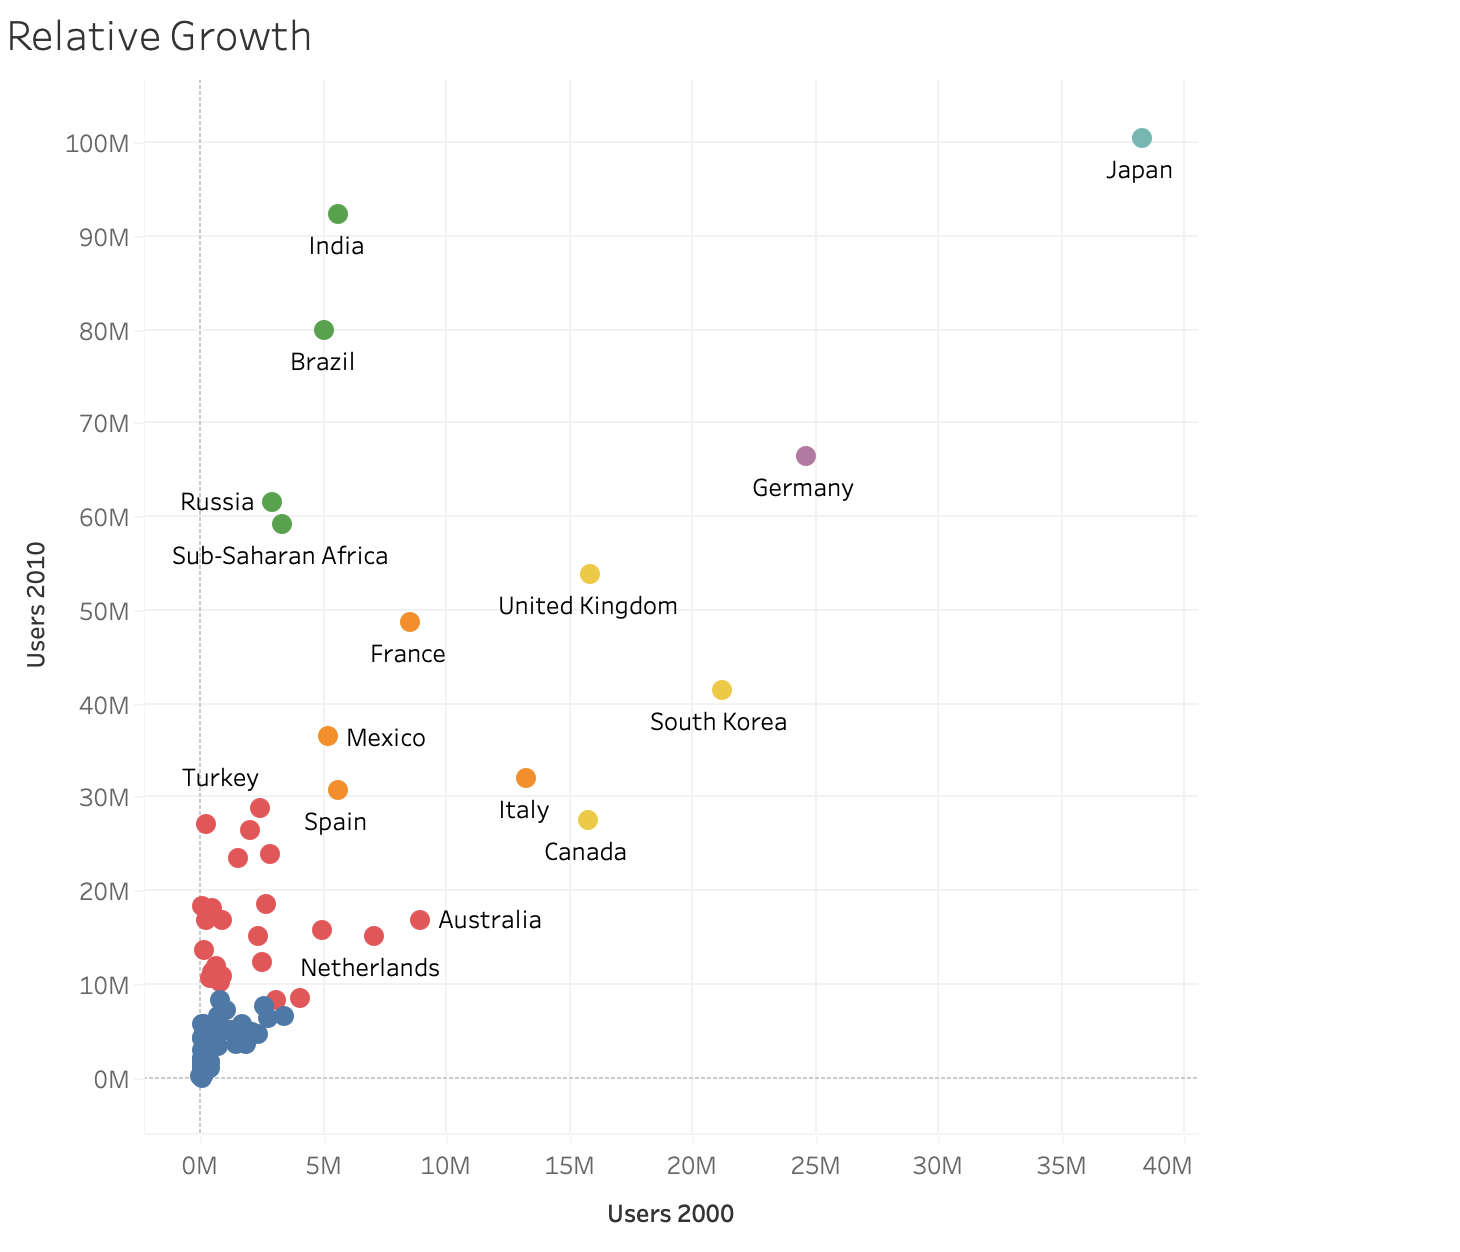 Relative Growth
100M
Japan
India
90M
80M
Brazil
70M
Germany
Russia
60M
Sub-Saharan Africa
United Kingdom
50M
France
40M
South Korea
Mexico
Turkey
30M
Italy
Spain
Canada
20M
Australia
Netherlands
10M
0M
Users 2010
0M 5M 10M 15M 20M 25M 30M 35M 40M
Users 2000